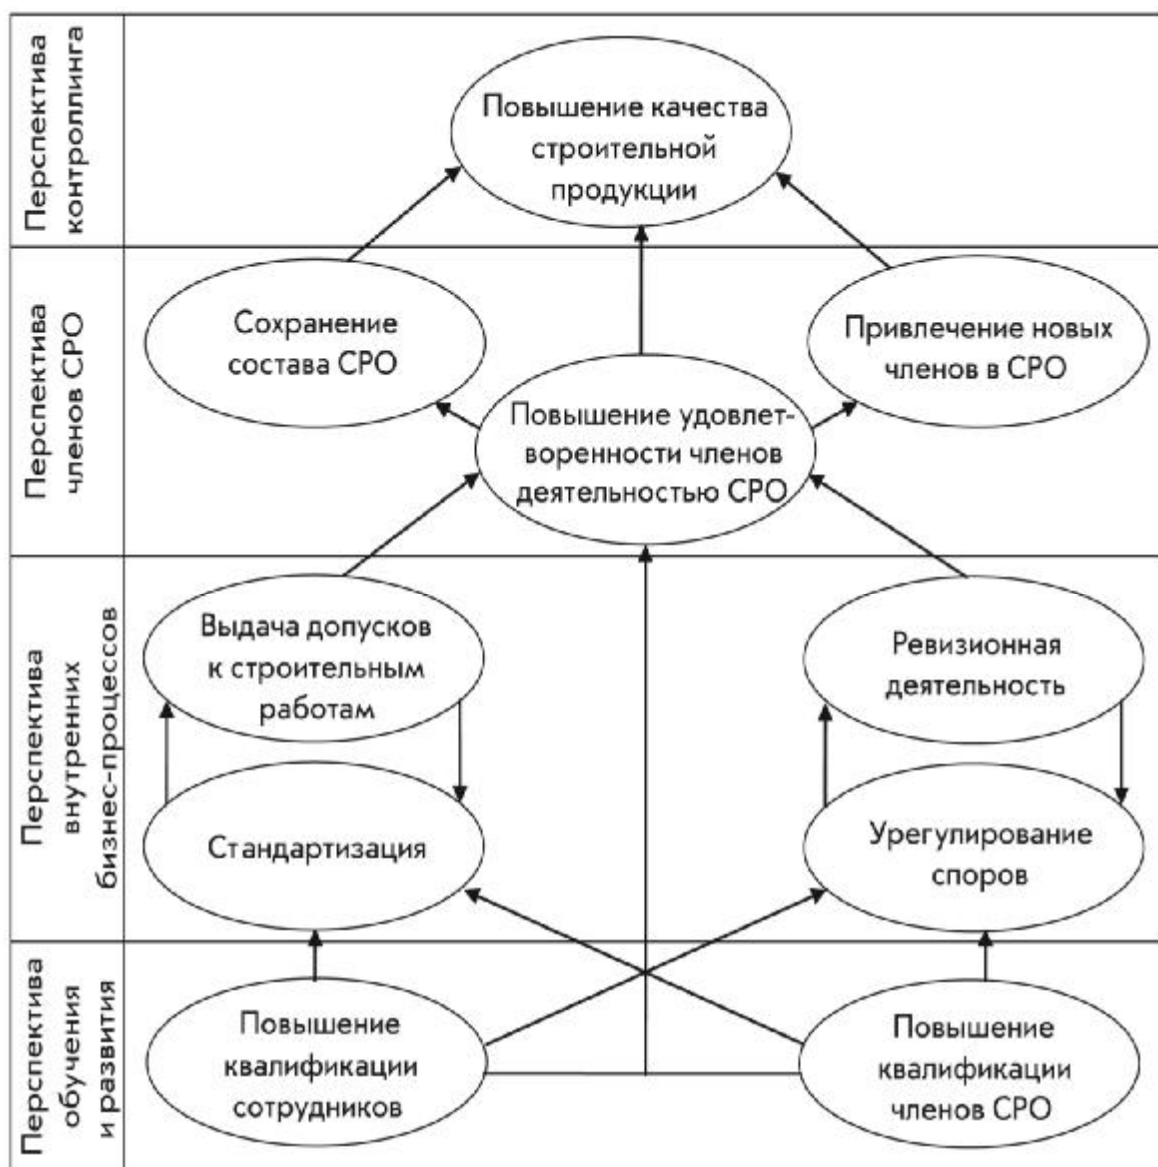 Перспектива
контроллинга
Повышение качества
строительной
продукции
Перспектива
членов СРО
Сохранение
состава СРО
Привлечение новых
членов в СРО
Повышение удовлет-
воренности членов
деятельностью СРО
Перспектива
внутренних
бизнес-процессов
Выдача допусков
к строительным
работам
Ревизионная
деятельность
Стандартизация
Урегулирование
споров
Перспектива
обучения
и развития
Повышение
квалификации
сотрудников
Повышение
квалификации
членов СРО